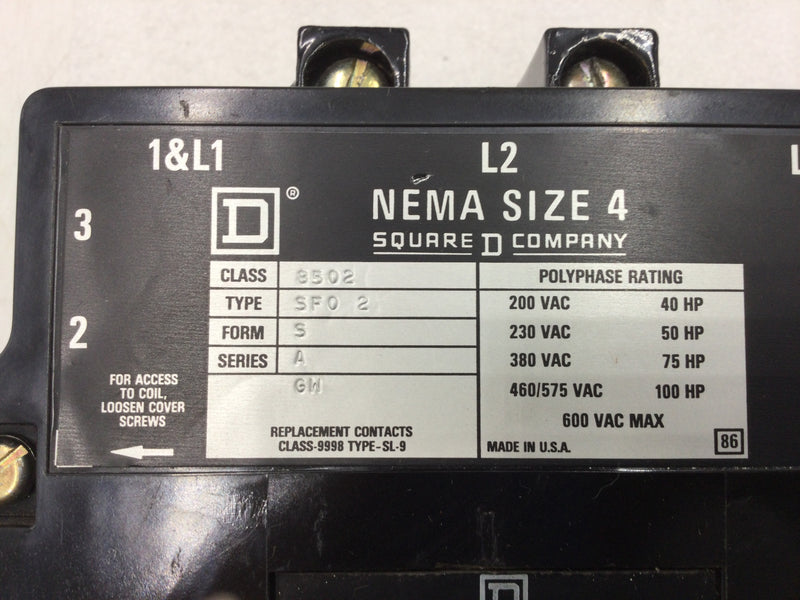 1&L1 L2 L
3
D ®
NEMA SIZE 4
SQUARE D COMPANY
CLASS 8502
TYPE SFO 2
FORM S
SERIES A
GW
REPLACEMENT CONTACTS
CLASS-9998 TYPE-SL-9
POLYPHASE RATING
200 VAC 40 HP
230 VAC 50 HP
380 VAC 75 HP
460/575 VAC 100 HP
600 VAC MAX
MADE IN U.S.A. 86
2
FOR ACCESS
TO COIL,
LOOSEN COVER
SCREWS
D